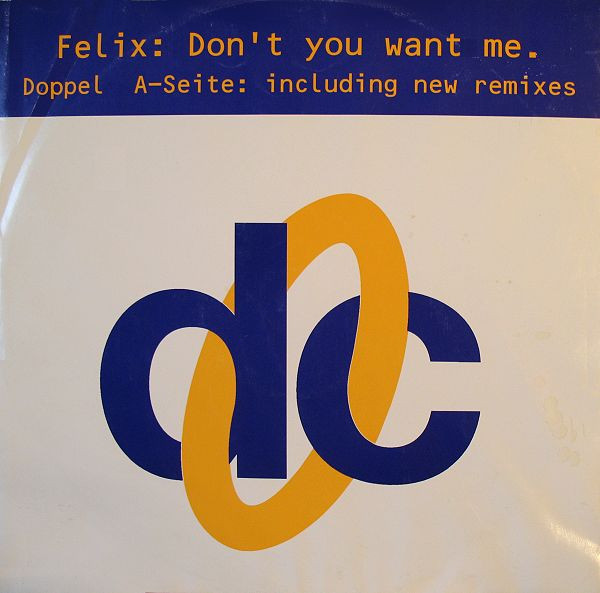 Felix: Don't you want me.
Doppel A-Seite: including new remixes
dc